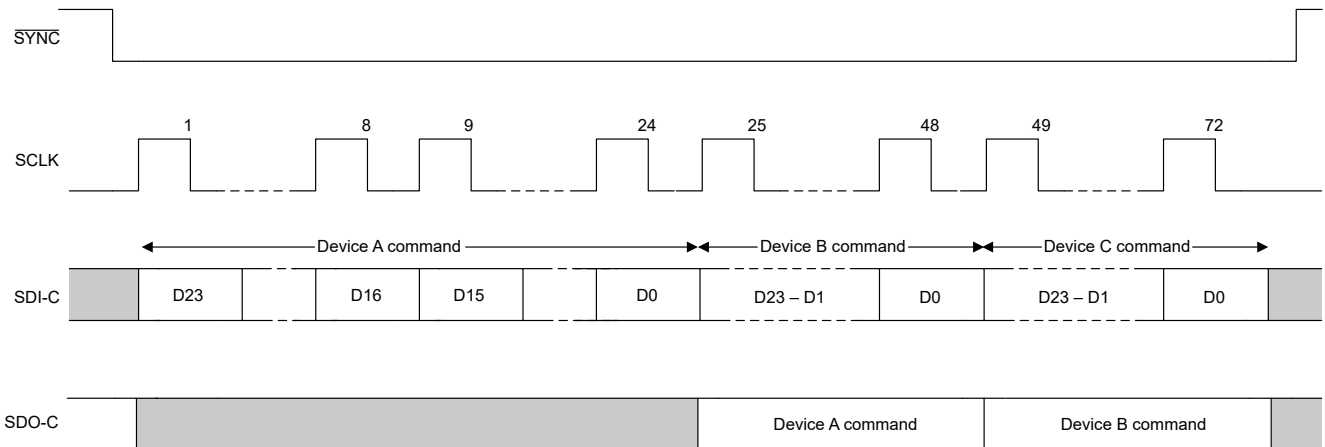 SYNC
1 8 9 24 25 48 49 72
SCLK
Device A command Device B command Device C command
SDI-C D23 D16 D15 D0 D23 – D1 D0 D23 – D1 D0
SDO-C Device A command Device B command